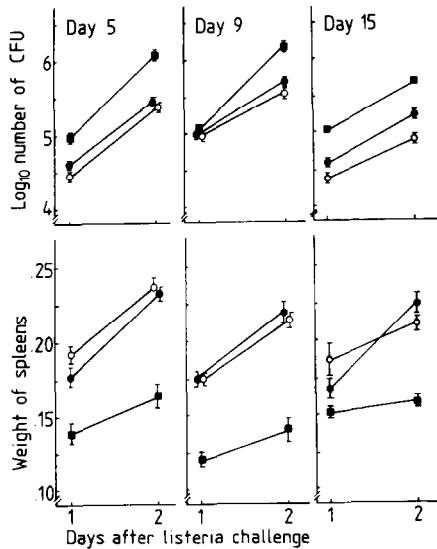 Day 5
Day 9
Day 15
Log10 number of CFU
6
5
4
Weight of spleens
.25
.20
.15
.10
1 2
1 2
1 2
Days after listeria challenge